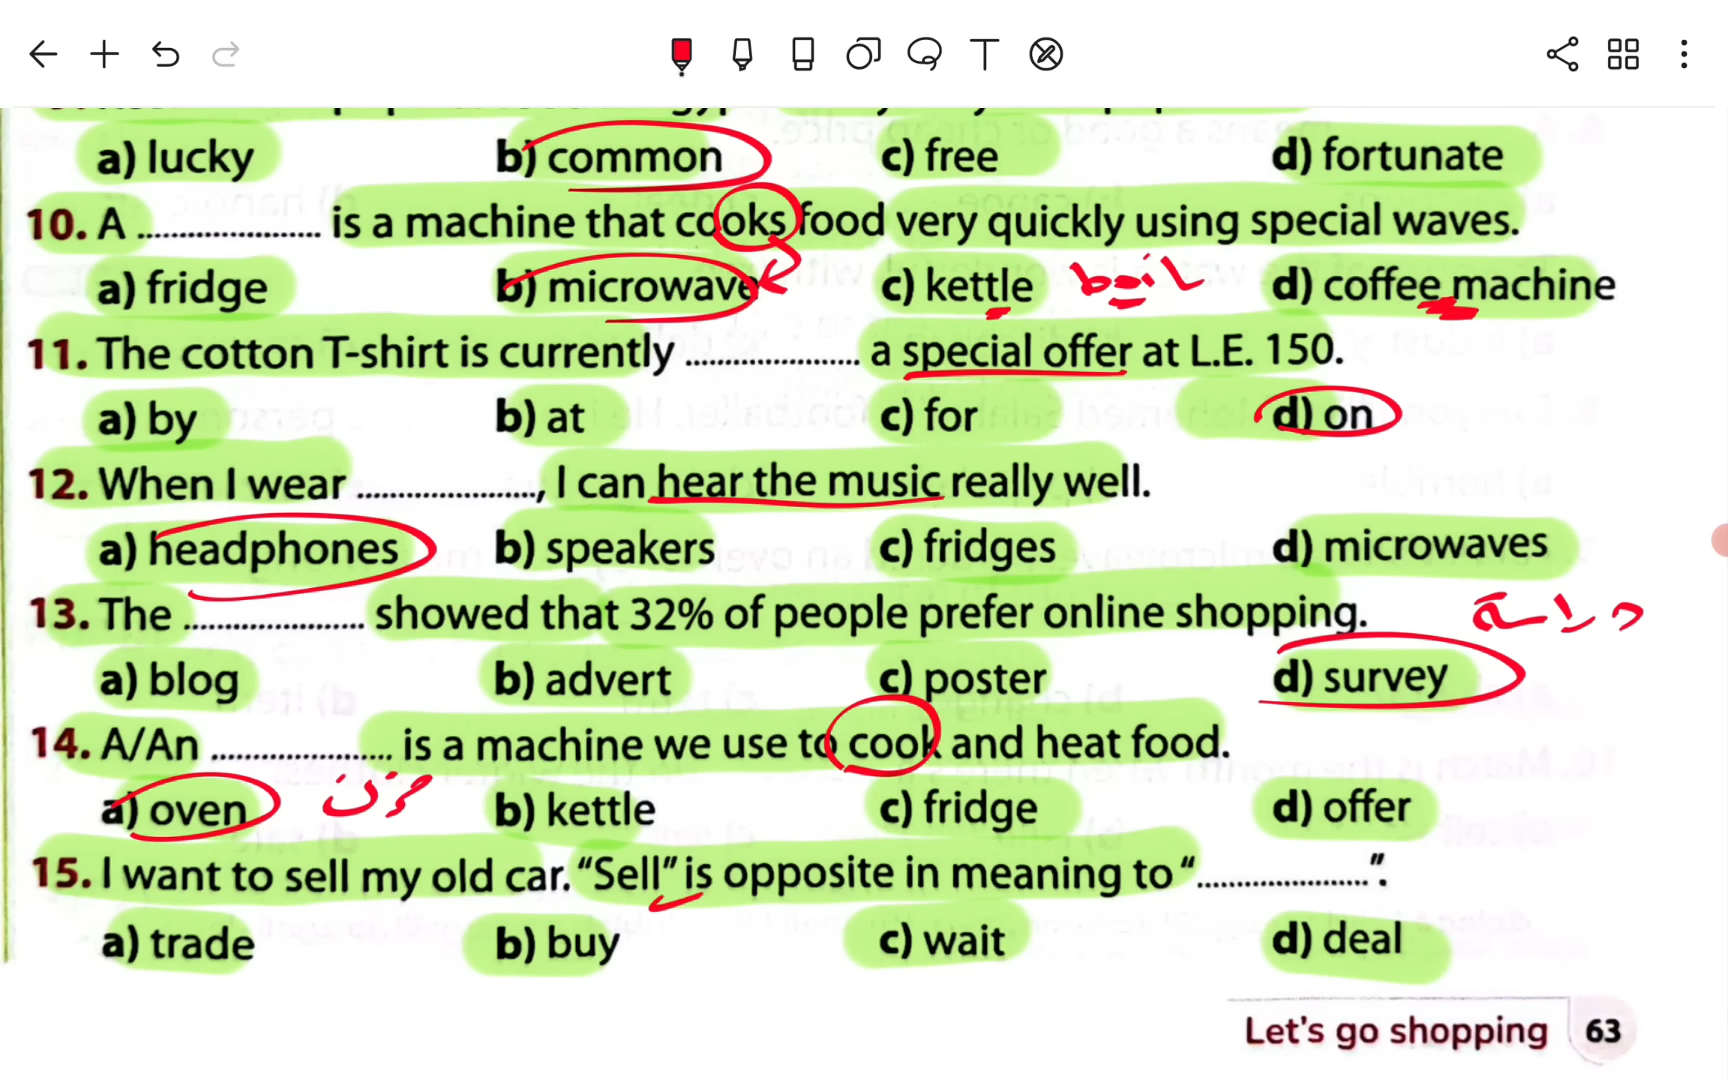 a) lucky b) common c) free d) fortunate
10. A .................... is a machine that cooks food very quickly using special waves.
a) fridge b) microwave c) kettle boil d) coffee machine
11. The cotton T-shirt is currently .................... a special offer at L.E. 150.
a) by b) at c) for d) on
12. When I wear ...................., I can hear the music really well.
a) headphones b) speakers c) fridges d) microwaves
13. The .................... showed that 32% of people prefer online shopping.
a) blog b) advert c) poster d) survey
14. A/An .................... is a machine we use to cook and heat food.
a) oven b) kettle c) fridge d) offer
15. I want to sell my old car. “Sell” is opposite in meaning to “....................”.
a) trade b) buy c) wait d) deal
Let's go shopping 63